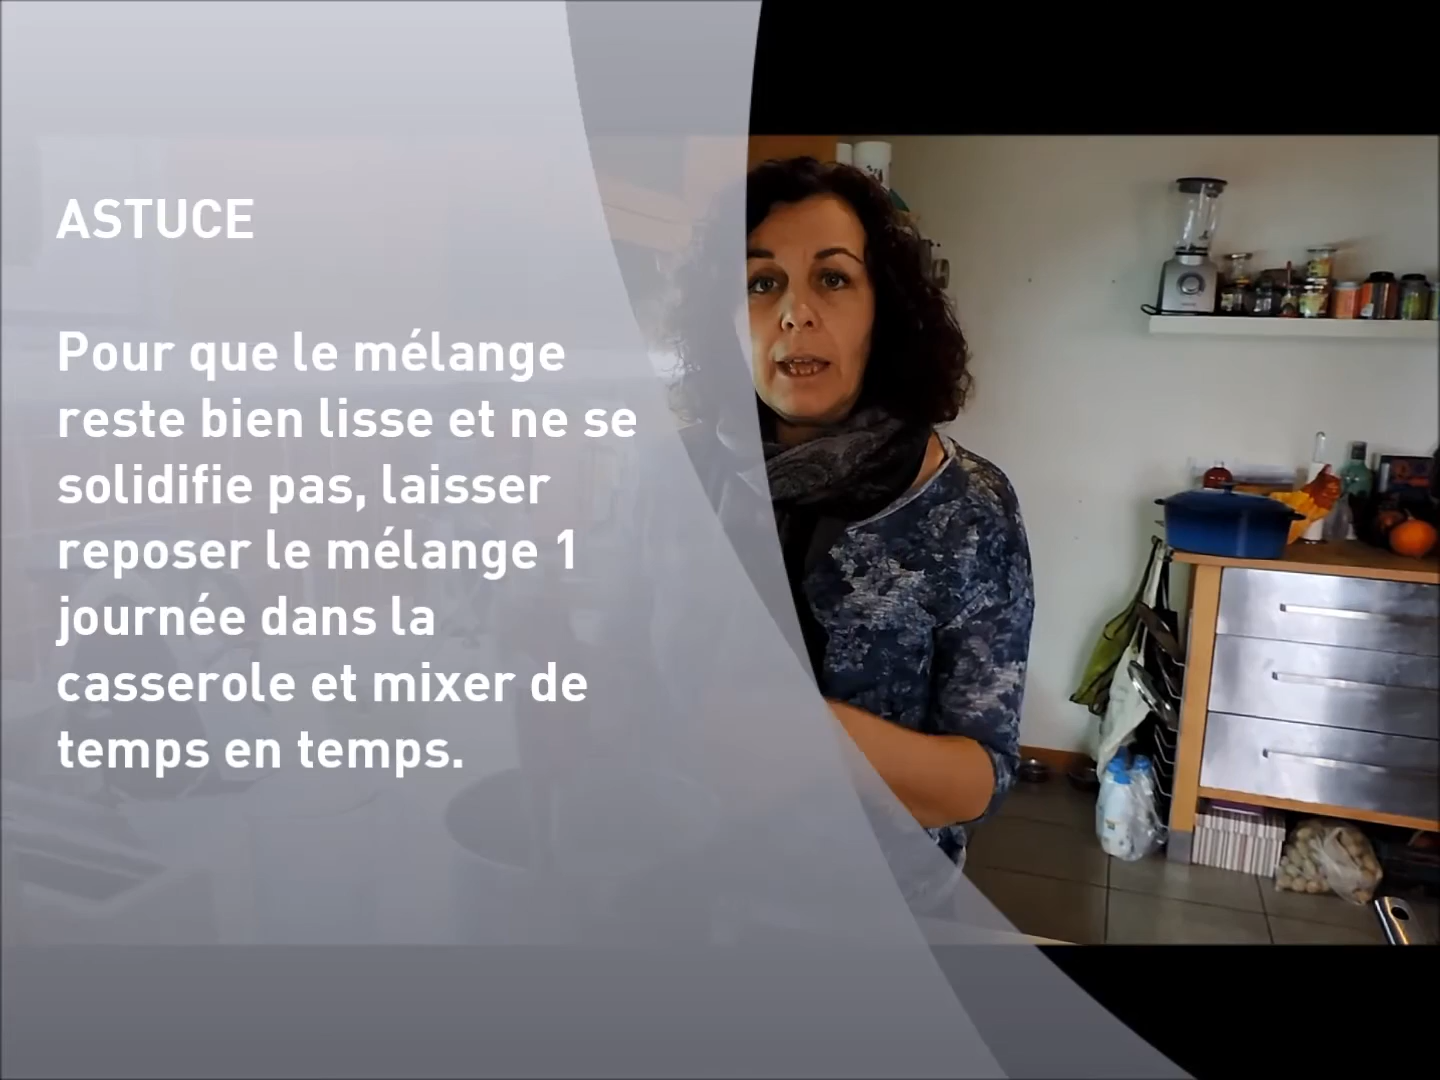 ASTUCE
Pour que le mélange
reste bien lisse et ne se
solidifie pas, laisser
reposer le mélange 1
journée dans la
casserole et mixer de
temps en temps.